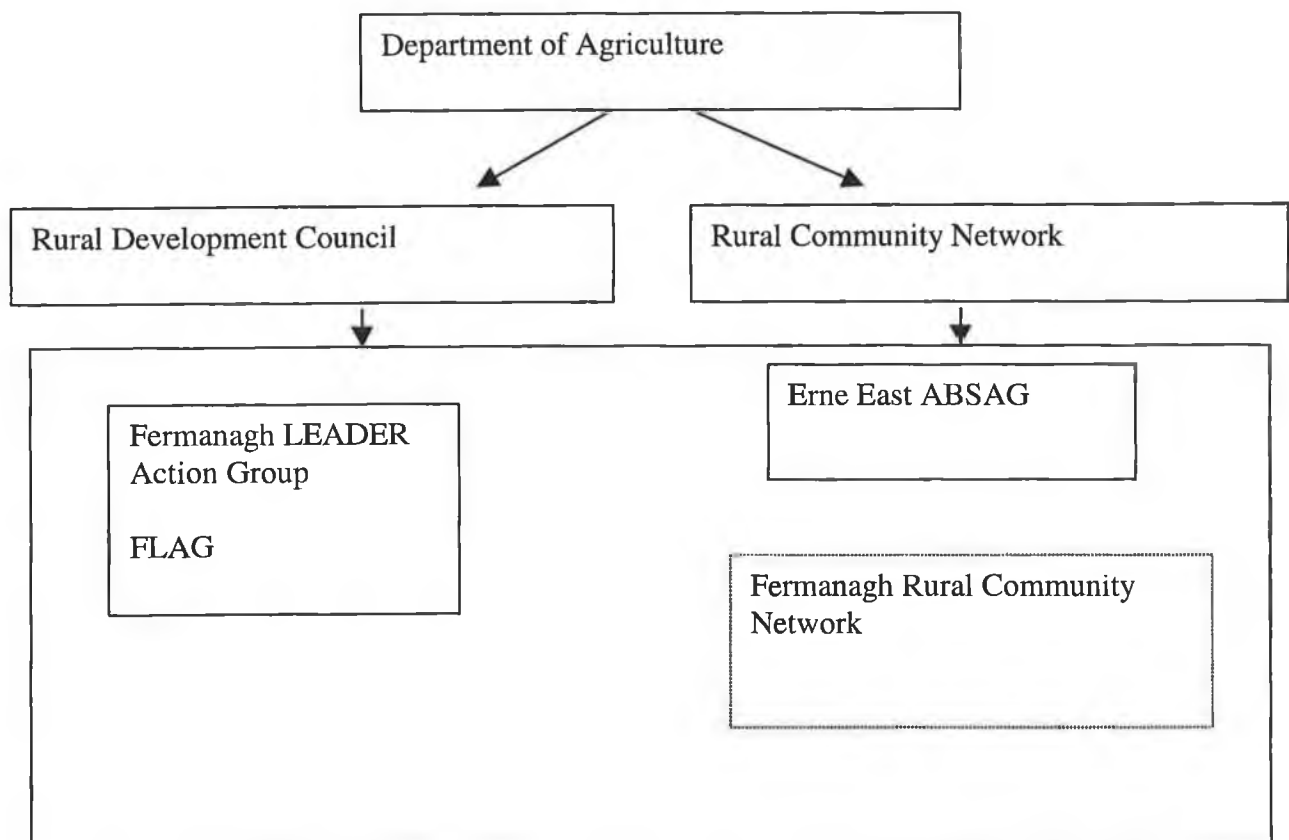 Department of Agriculture
Rural Development Council
Rural Community Network
Fermanagh LEADER
Action Group
FLAG
Erne East ABSAG
Fermanagh Rural Community
Network